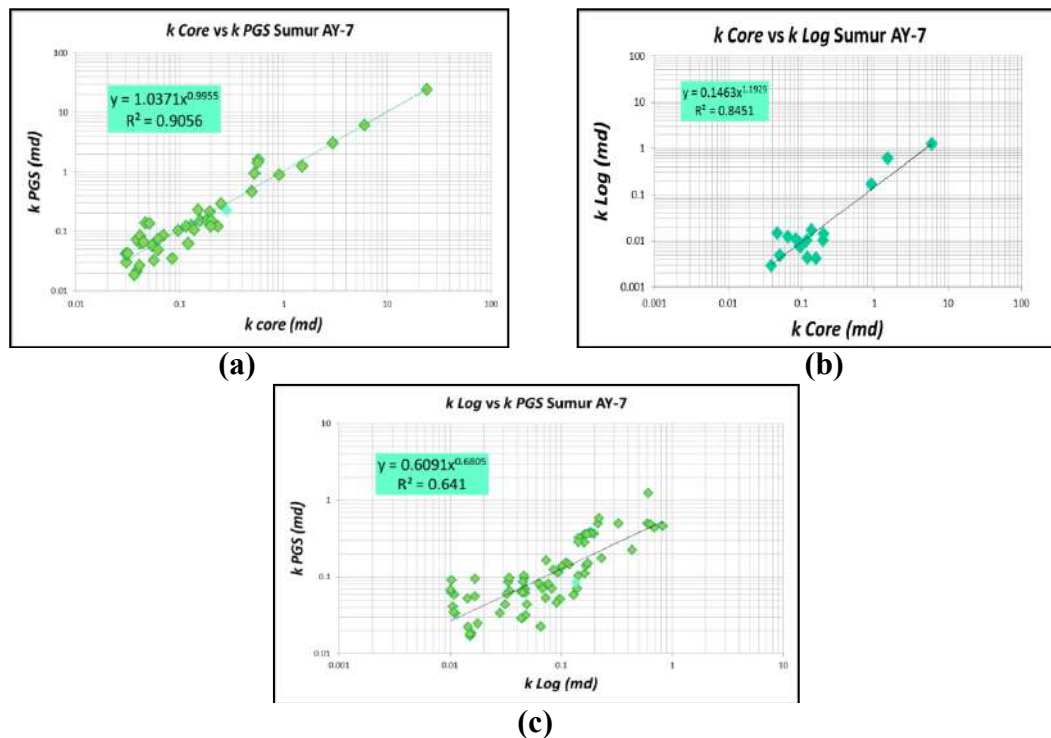 k Core vs k PGS Sumur AY-7
y = 1.0371x^0.9955
R² = 0.9056
k PGS (md)
100
10
1
0.1
0.01
0.01 0.1 1 10 100
k core (md)
(a)
k Core vs k Log Sumur AY-7
y = 0.1463x^1.1929
R² = 0.8451
k Log (md)
100
10
1
0.1
0.01
0.001
0.001 0.01 0.1 1 10 100
k Core (md)
(b)
k Log vs k PGS Sumur AY-7
y = 0.6091x^0.6805
R² = 0.641
k PGS (md)
10
1
0.1
0.01
0.001 0.01 0.1 1 10
k Log (md)
(c)